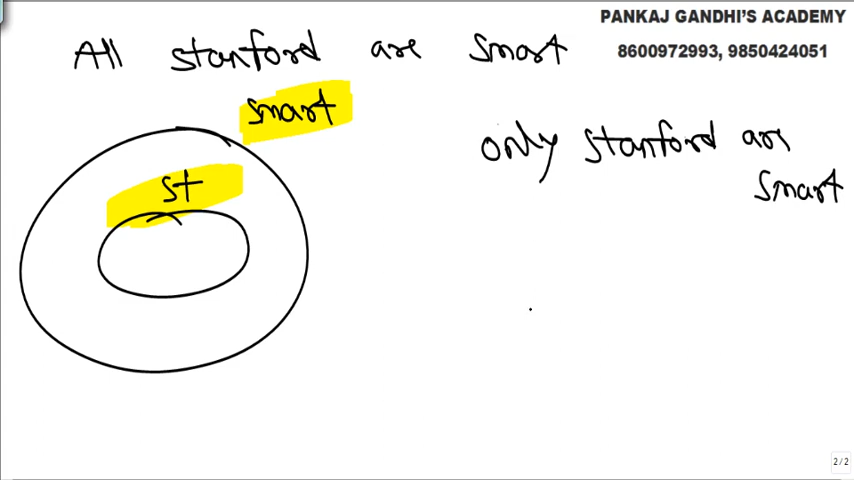 PANKAJ GANDHI'S ACADEMY
8600972993, 9850424051
All stanford are smart
smart
only stanford are
smart
st
2/2